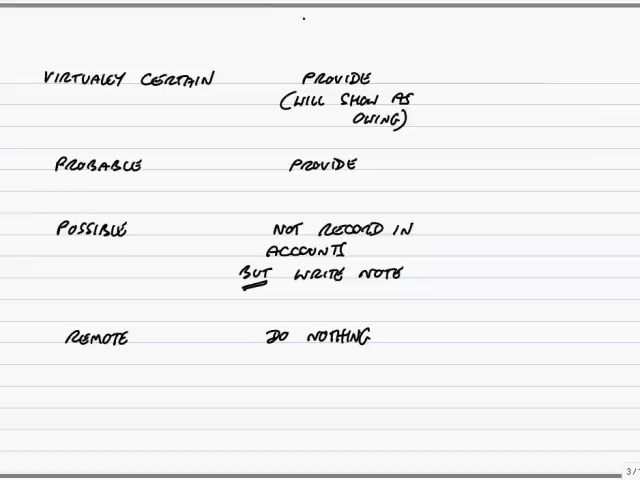 VIRTUALEY CERTAIN PROVIDE
(WILL SHOW AS
OWING)
PROBABLE PROVIDE
POSSIBLE NOT RECORD IN
ACCOUNTS
BUT WRITE NOTE
REMOTE DO NOTHING